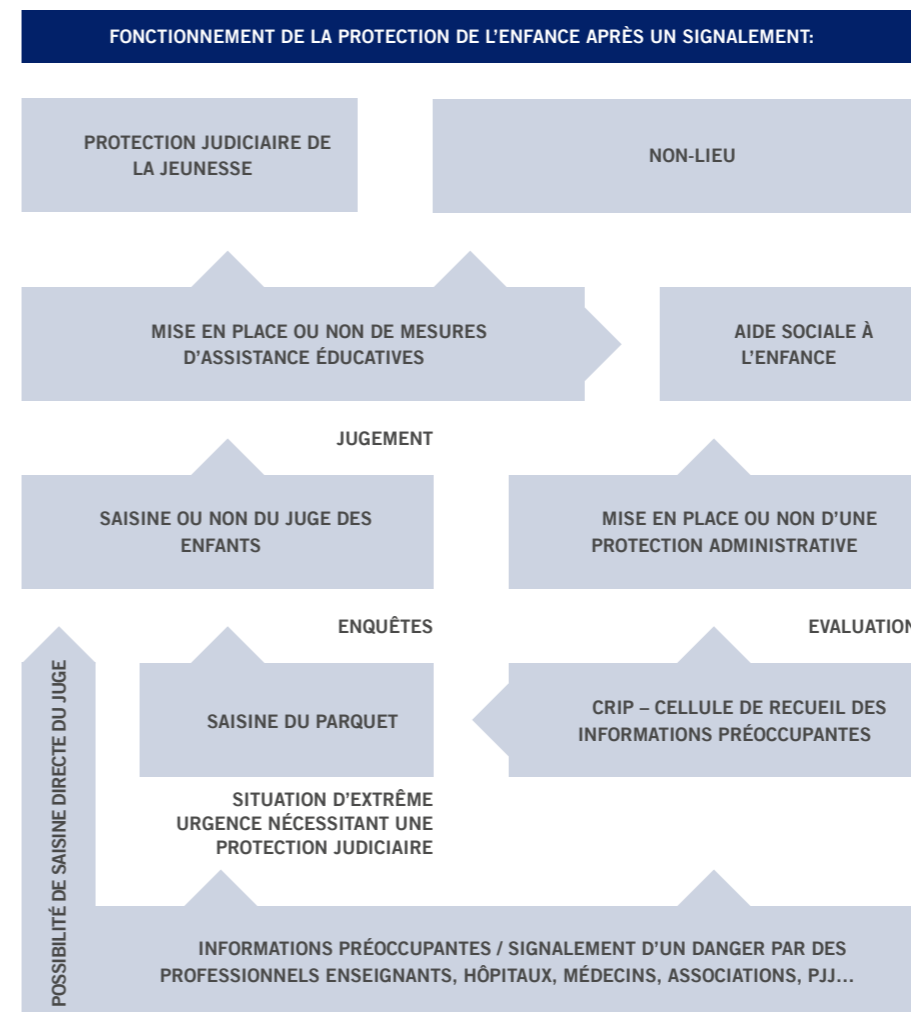 FONCTIONNEMENT DE LA PROTECTION DE L'ENFANCE APRÈS UN SIGNALEMENT:
PROTECTION JUDICIAIRE DE
LA JEUNESSE
NON-LIEU
MISE EN PLACE OU NON DE MESURES
D'ASSISTANCE ÉDUCATIVES
AIDE SOCIALE À
L'ENFANCE
JUGEMENT
SAISINE OU NON DU JUGE DES
ENFANTS
MISE EN PLACE OU NON D'UNE
PROTECTION ADMINISTRATIVE
ENQUÊTES
EVALUATION
POSSIBILITÉ DE SAISINE DIRECTE DU JUGE
SAISINE DU PARQUET
CRIP – CELLULE DE RECUEIL DES
INFORMATIONS PRÉOCCUPANTES
SITUATION D'EXTRÊME
URGENCE NÉCESSITANT UNE
PROTECTION JUDICIAIRE
INFORMATIONS PRÉOCCUPANTES / SIGNALEMENT D'UN DANGER PAR DES
PROFESSIONNELS ENSEIGNANTS, HÔPITAUX, MÉDECINS, ASSOCIATIONS, PJJ…